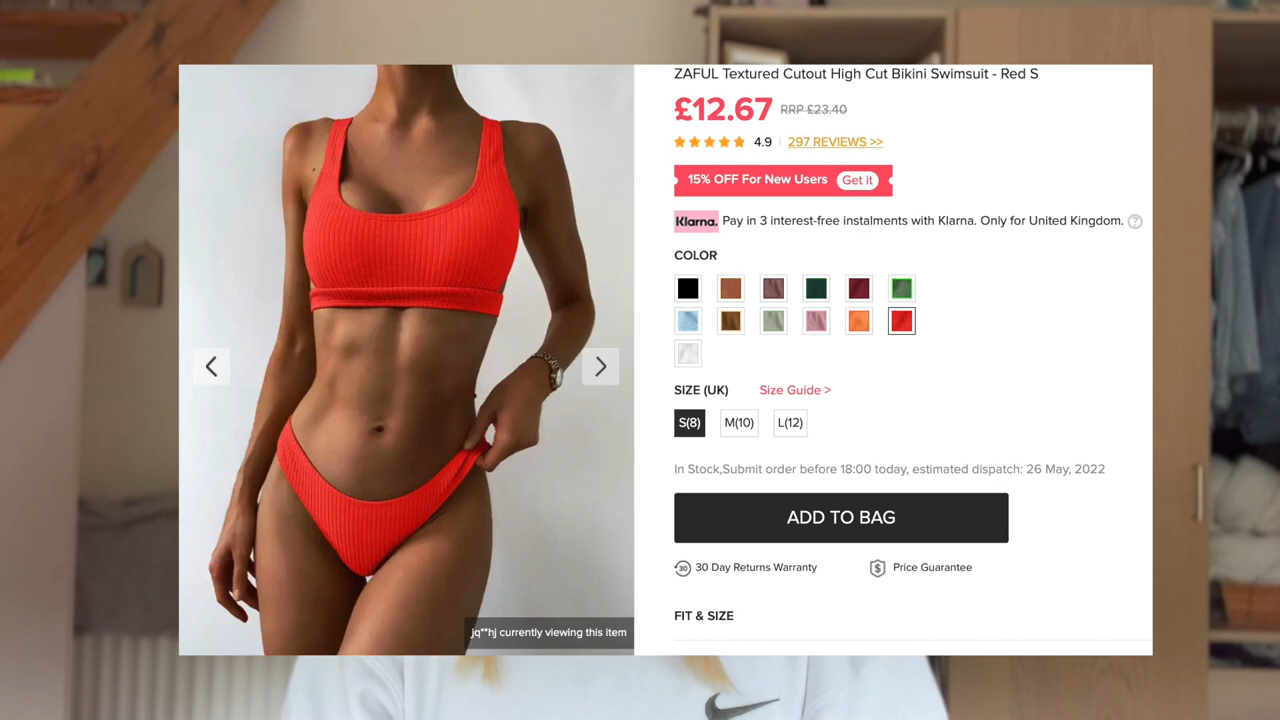 ZAFUL Textured Cutout High Cut Bikini Swimsuit - Red S
£12.67 RRP £23.40
4.9 297 REVIEWS >>
15% OFF For New Users Get it
Klarna. Pay in 3 interest-free instalments with Klarna. Only for United Kingdom. ?
COLOR
SIZE (UK) Size Guide >
S(8) M(10) L(12)
In Stock,Submit order before 18:00 today, estimated dispatch: 26 May, 2022
ADD TO BAG
30 30 Day Returns Warranty $ Price Guarantee
FIT & SIZE
jq**hj currently viewing this item